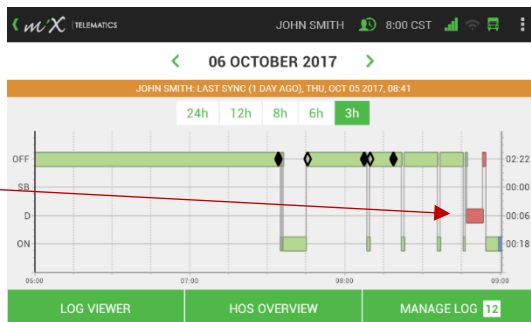 mi'X TELEMATICS JOHN SMITH 8:00 CST
06 OCTOBER 2017
JOHN SMITH: LAST SYNC (1 DAY AGO), THU, OCT 05 2017, 08:41
24h 12h 8h 6h 3h
OFF 02:22
SB 00:00
D 00:06
ON 00:18
06:00 07:00 08:00 09:00
LOG VIEWER HOS OVERVIEW MANAGE LOG 12